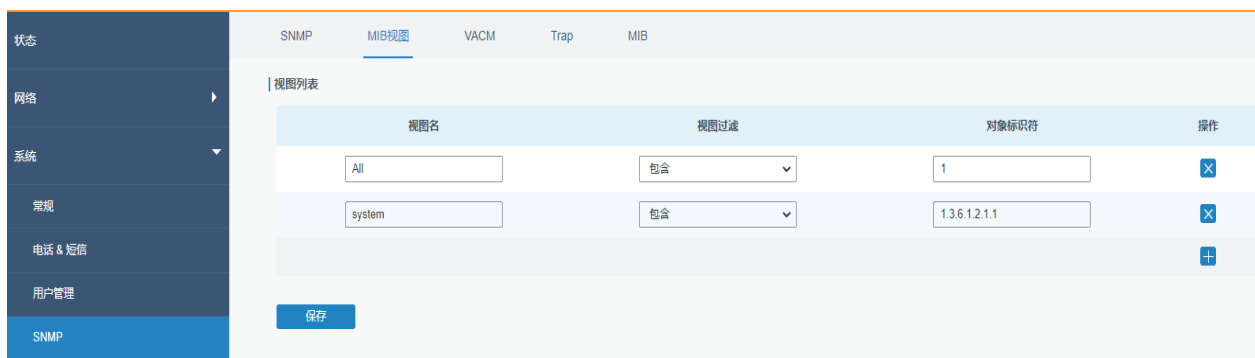 状态
网络
系统
常规
电话 & 短信
用户管理
SNMP
SNMP MIB视图 VACM Trap MIB
视图列表
视图名 视图过滤 对象标识符 操作
All 包含 1
system 包含 1.3.6.1.2.1.1
保存